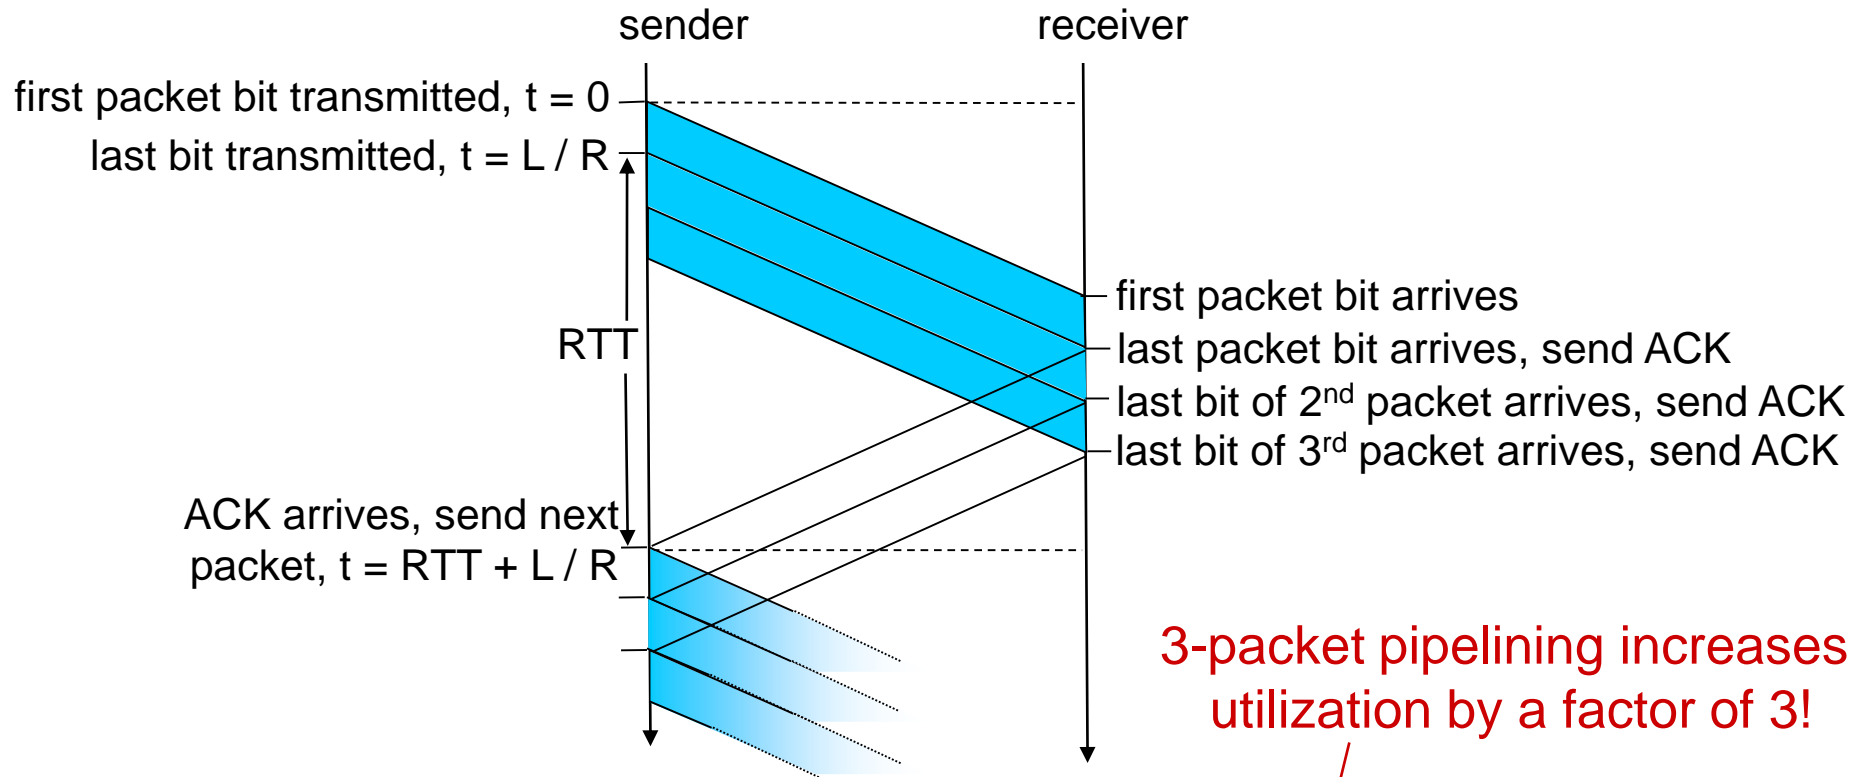 sender
receiver
first packet bit transmitted, t = 0
last bit transmitted, t = L / R
first packet bit arrives
RTT
last packet bit arrives, send ACK
last bit of 2nd packet arrives, send ACK
last bit of 3rd packet arrives, send ACK
ACK arrives, send next
packet, t = RTT + L / R
3-packet pipelining increases
utilization by a factor of 3!